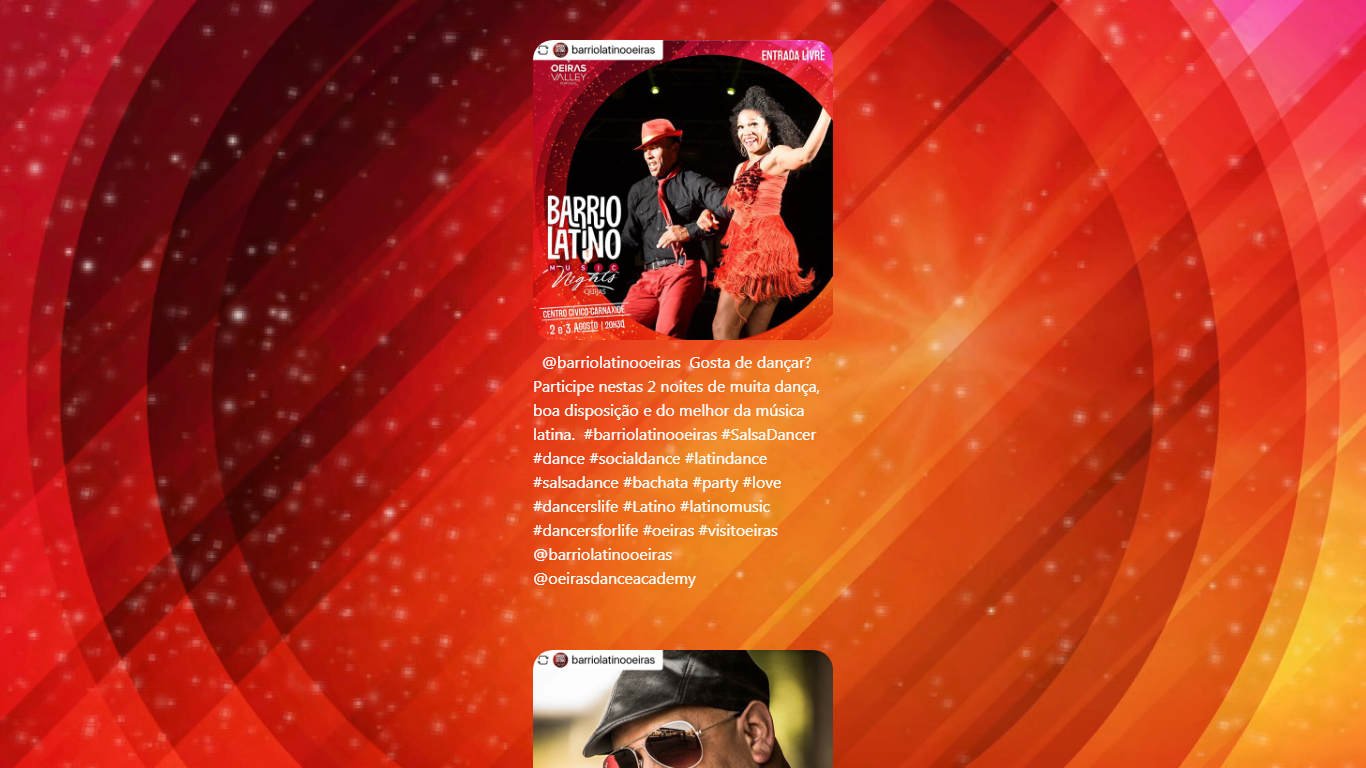 barriolatinooeiras
ENTRADA LIVRE
OEIRAS
VALLEY
BARRIO
LATINO
MUSIC
Nights
OEIRAS
CENTRO CÍVICO CARNAXIDE
2 e 3 AGOSTO | 20H30
@barriolatinooeiras Gosta de dançar?
Participe nestas 2 noites de muita dança,
boa disposição e do melhor da música
latina. #barriolatinooeiras #SalsaDancer
#dance #socialdance #latindance
#salsadance #bachata #party #love
#dancerslife #Latino #latinomusic
#dancersforlife #oeiras #visitoeiras
@barriolatinooeiras
@oeirasdanceacademy
barriolatinooeiras